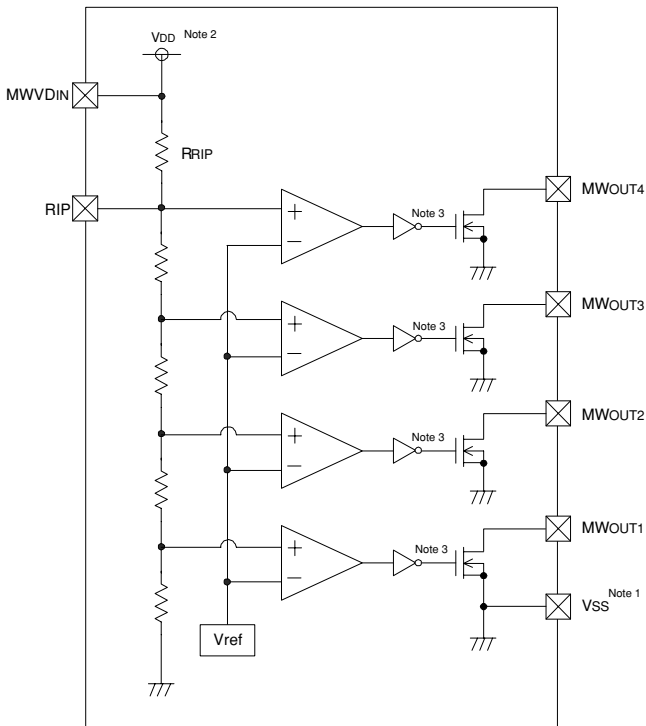 VDD Note 2
MWVDIN
RRIP
RIP
+
−
Note 3
MWOUT4
+
−
Note 3
MWOUT3
+
−
Note 3
MWOUT2
+
−
Note 3
MWOUT1
VSS Note 1
Vref